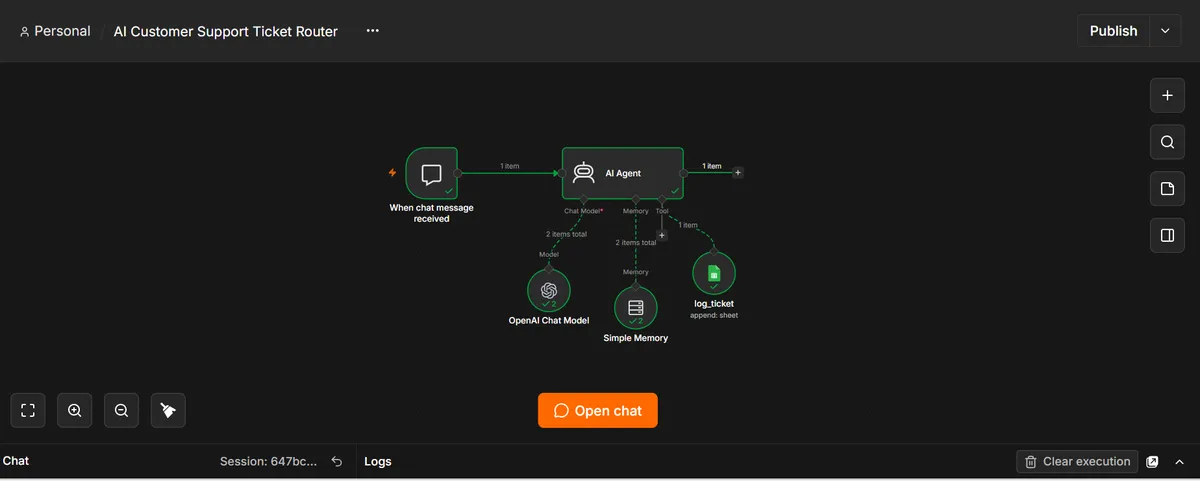 Personal / AI Customer Support Ticket Router ...
Publish
1 item
AI Agent
1 item
When chat message
received
Chat Model*
Memory
Tool
2 items total
1 item
2 items total
Model
Memory
2
OpenAI Chat Model
2
Simple Memory
log_ticket
append: sheet
Open chat
Chat
Session: 647bc...
Logs
Clear execution